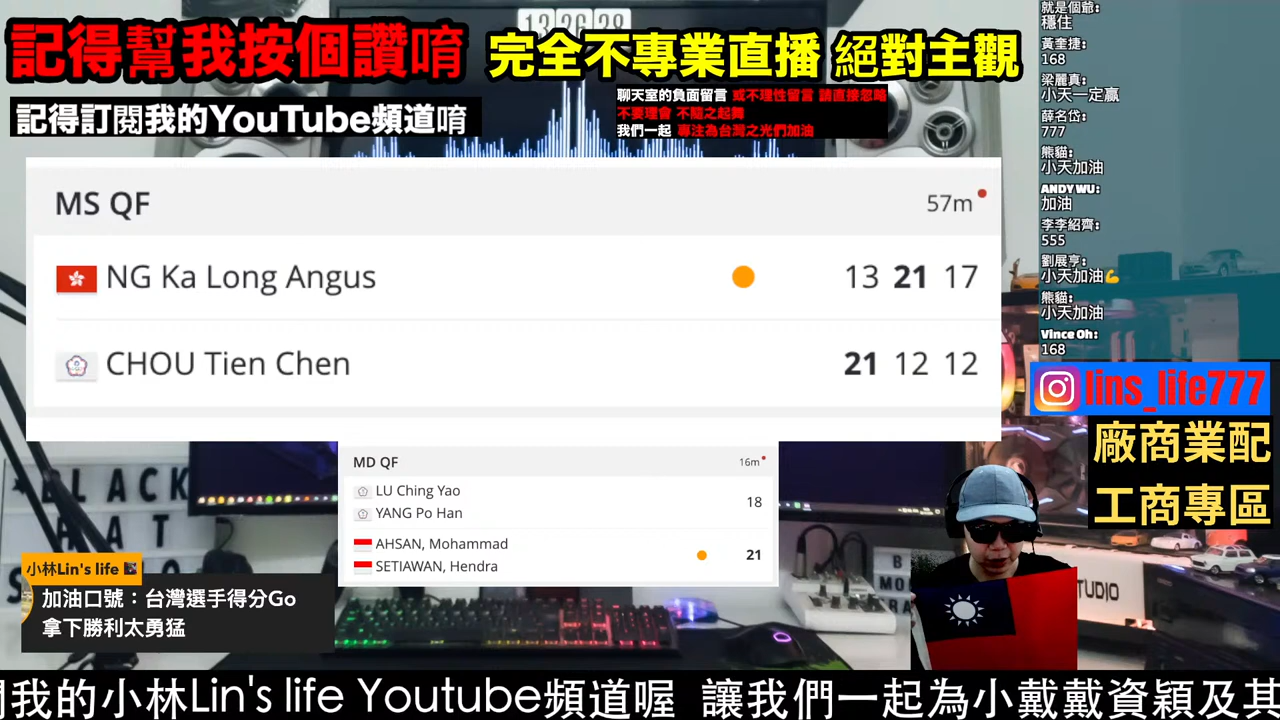 13 26 28
記得幫我按個讚唷
完全不專業直播 絕對主觀
記得訂閱我的YouTube頻道唷
聊天室的負面留言 或不理性留言 請直接忽略
不要理會 不隨之起舞
我們一起 專注為台灣之光們加油
MS QF
57m
NG Ka Long Angus
13 21 17
CHOU Tien Chen
21 12 12
MD QF
16m
LU Ching Yao
YANG Po Han
18
AHSAN, Mohammad
SETIAWAN, Hendra
21
就是個爺:
穩住
黃奎捷:
168
梁麗真:
小天一定贏
薛名岱:
777
熊貓:
小天加油
ANDY WU:
加油
李李紹齊:
555
劉展亨:
小天加油💪
熊貓:
小天加油
Vince Oh:
168
lins_life777
廠商業配
工商專區
BLACK
HAT
小林Lin's life
加油口號：台灣選手得分Go
拿下勝利太勇猛
TUDIO
我的小林Lin's life Youtube頻道喔 讓我們一起為小戴戴資穎及其